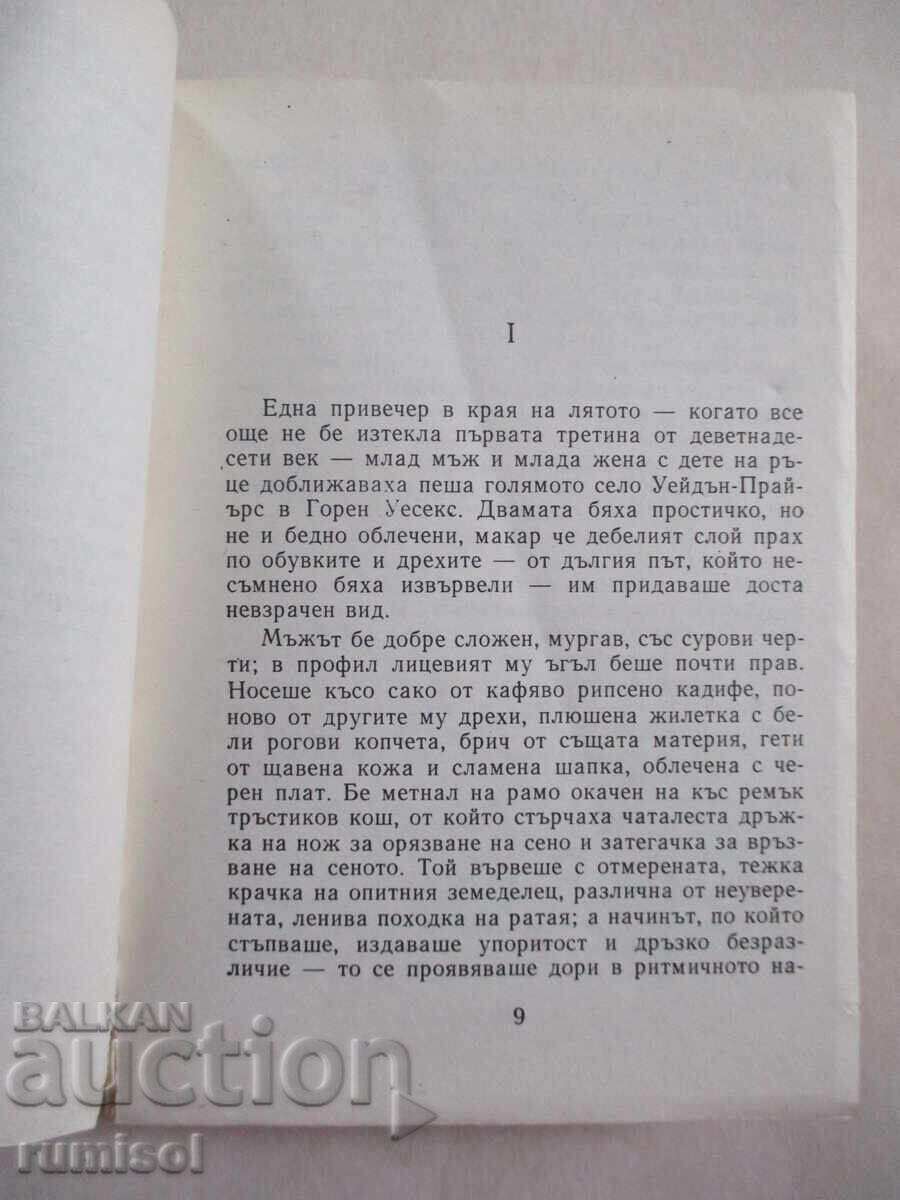 I
Една привечер в края на лятото — когато все
още не бе изтекла първата третина от деветнаде-
сети век — млад мъж и млада жена с дете на ръ-
це доближаваха пеша голямото село Уейдън-Прай-
ърс в Горен Уесекс. Двамата бяха простичко, но
не и бедно облечени, макар че дебелият слой прах
по обувките и дрехите — от дългия път, който не-
съмнено бяха извървели — им придаваше доста
невзрачен вид.
Мъжът бе добре сложен, мургав, със сурови чер-
ти; в профил лицевият му ъгъл беше почти прав.
Носеше късо сако от кафяво рипсено кадифе, по-
ново от другите му дрехи, плюшена жилетка с бе-
ли рогови копчета, брич от същата материя, гети
от щавена кожа и сламена шапка, облечена с че-
рен плат. Бе метнал на рамо окачен на къс ремък
тръстиков кош, от който стърчаха чаталеста дръж-
ка на нож за орязване на сено и затегачка за връз-
ване на сеното. Той вървеше с отмерената, тежка
крачка на опитния земеделец, различна от неувере-
ната, ленива походка на ратая; а начинът, по който
стъпваше, издаваше упоритост и дръзко безраз-
личие — то се проявяваше дори в ритмичното на-
9
BALKAN
auction
rumisol